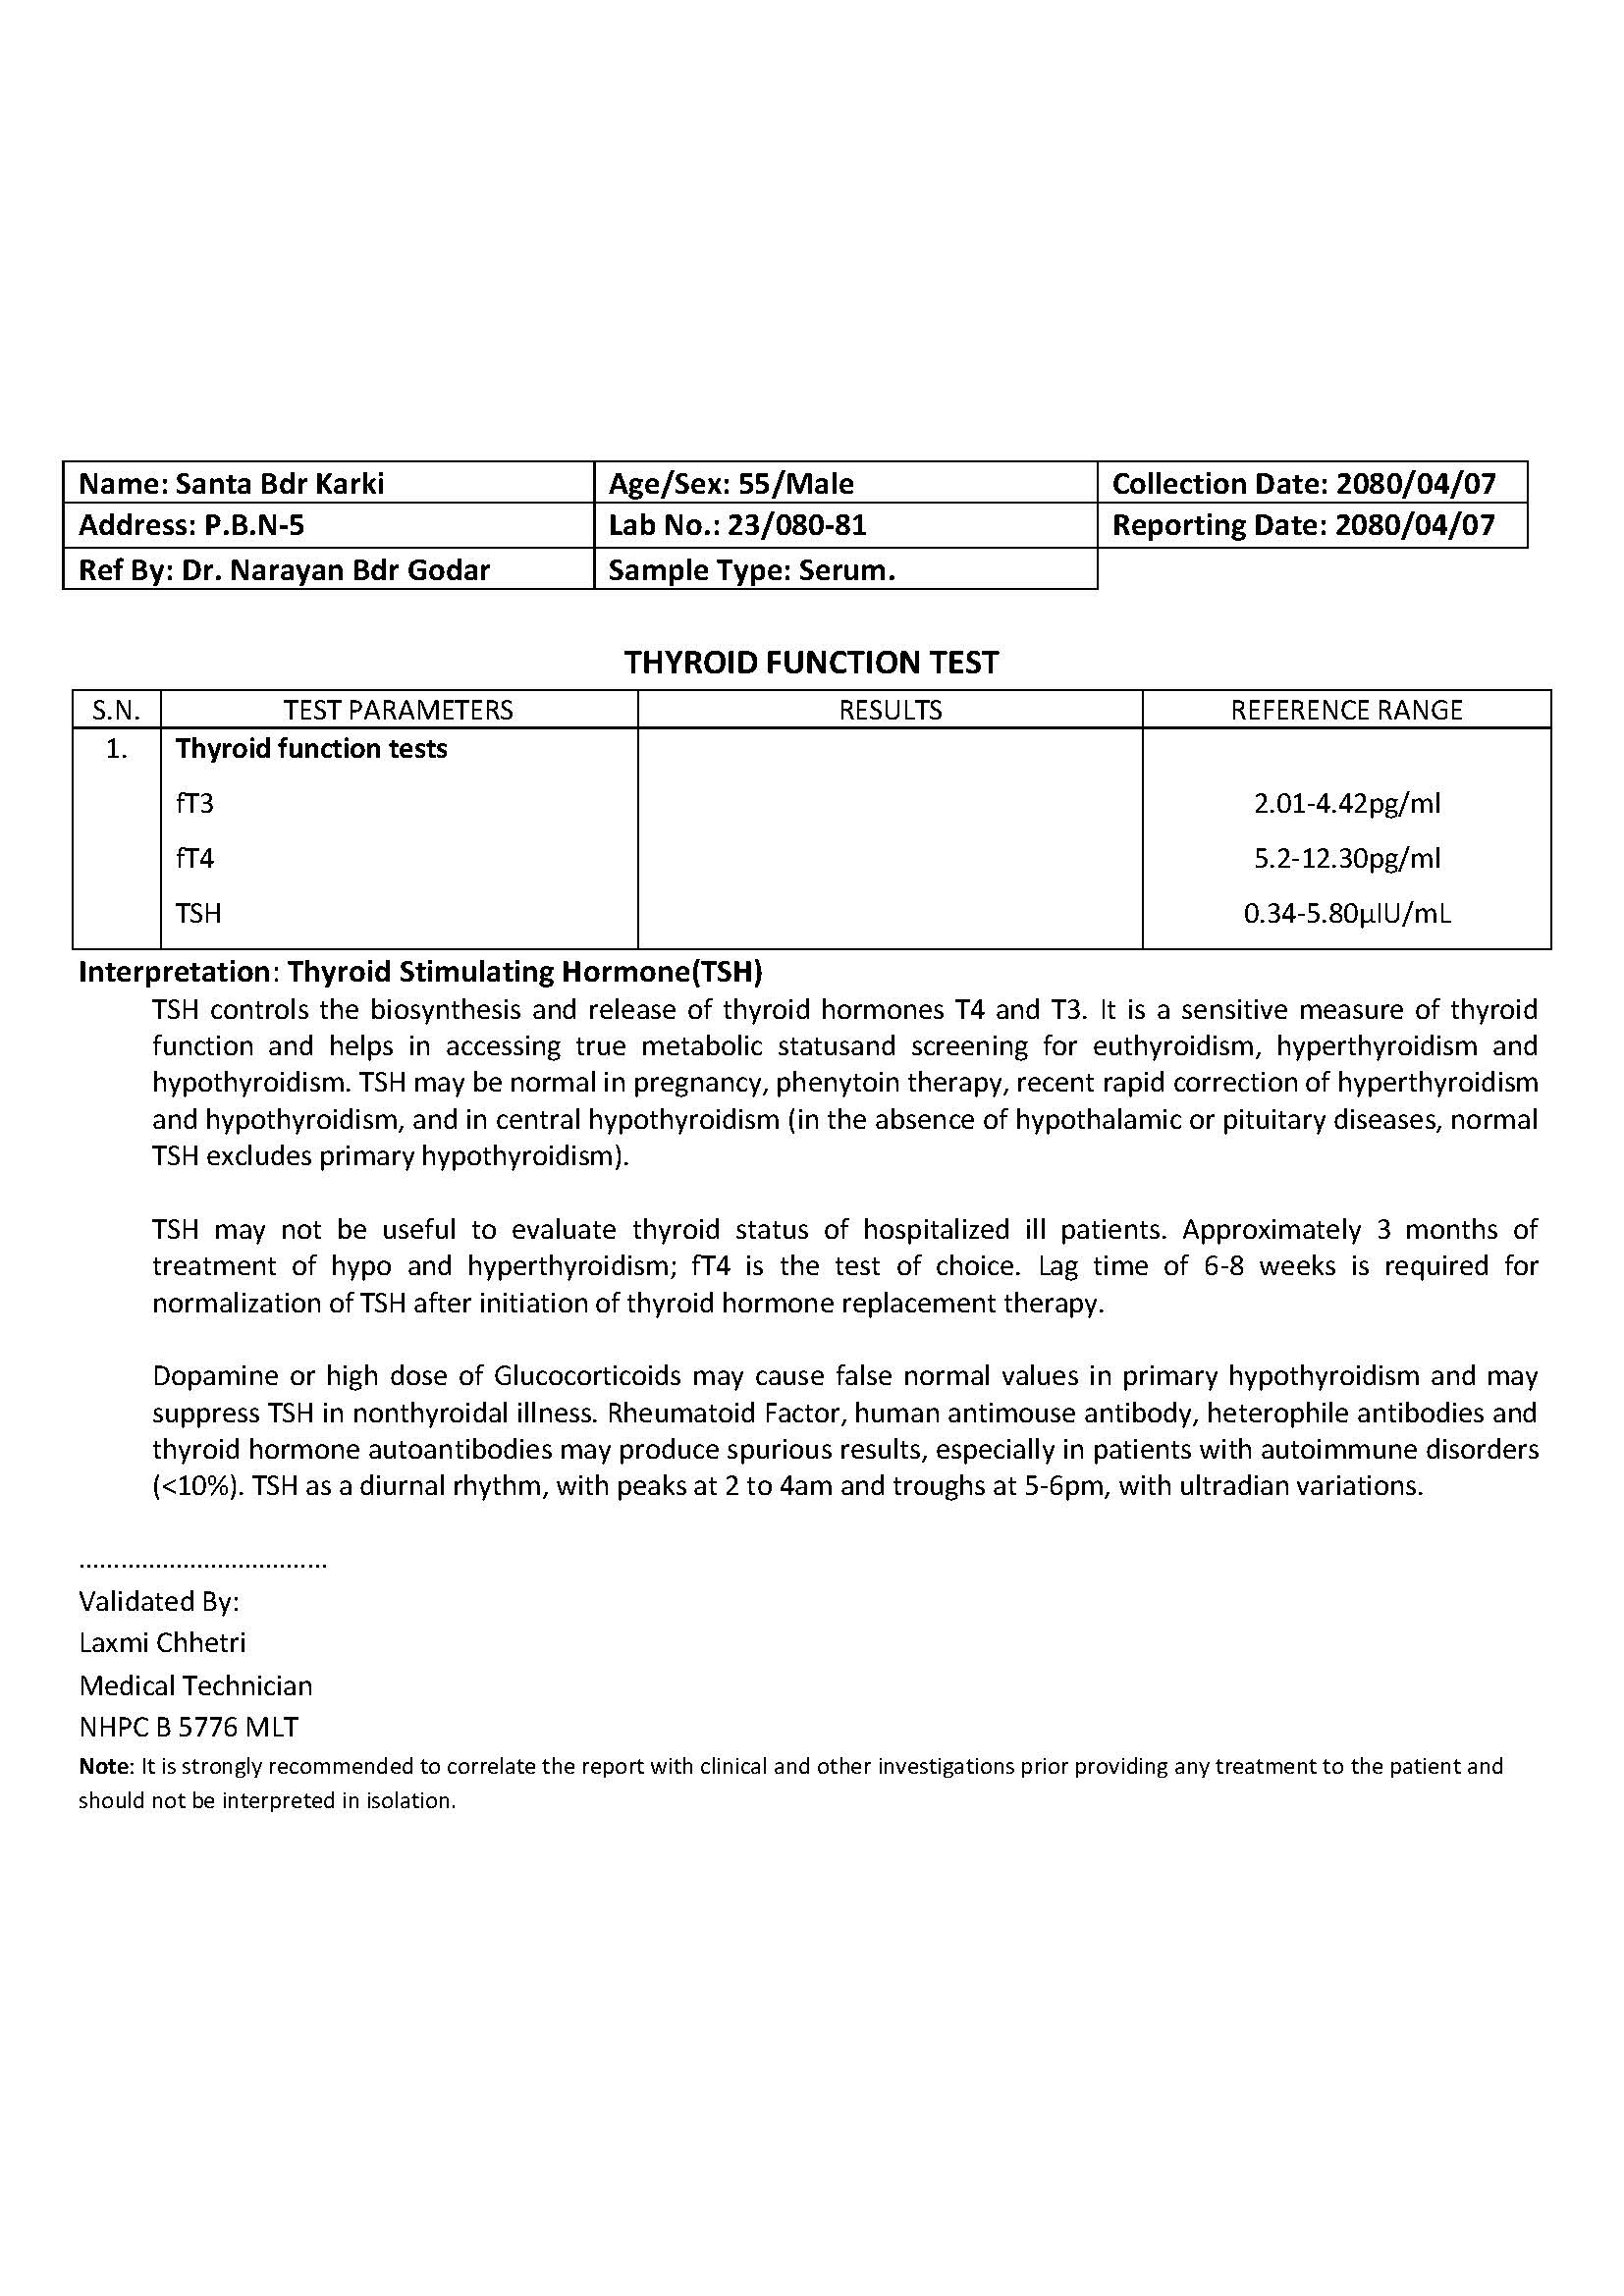 Name: Santa Bdr Karki Age/Sex: 55/Male Collection Date: 2080/04/07
Address: P.B.N-5 Lab No.: 23/080-81 Reporting Date: 2080/04/07
Ref By: Dr. Narayan Bdr Godar Sample Type: Serum.
THYROID FUNCTION TEST
S.N. TEST PARAMETERS RESULTS REFERENCE RANGE
1. Thyroid function tests
fT3 2.01-4.42pg/ml
fT4 5.2-12.30pg/ml
TSH 0.34-5.80µIU/mL
Interpretation: Thyroid Stimulating Hormone(TSH)
TSH controls the biosynthesis and release of thyroid hormones T4 and T3. It is a sensitive measure of thyroid
function and helps in accessing true metabolic statusand screening for euthyroidism, hyperthyroidism and
hypothyroidism. TSH may be normal in pregnancy, phenytoin therapy, recent rapid correction of hyperthyroidism
and hypothyroidism, and in central hypothyroidism (in the absence of hypothalamic or pituitary diseases, normal
TSH excludes primary hypothyroidism).
TSH may not be useful to evaluate thyroid status of hospitalized ill patients. Approximately 3 months of
treatment of hypo and hyperthyroidism; fT4 is the test of choice. Lag time of 6-8 weeks is required for
normalization of TSH after initiation of thyroid hormone replacement therapy.
Dopamine or high dose of Glucocorticoids may cause false normal values in primary hypothyroidism and may
suppress TSH in nonthyroidal illness. Rheumatoid Factor, human antimouse antibody, heterophile antibodies and
thyroid hormone autoantibodies may produce spurious results, especially in patients with autoimmune disorders
(<10%). TSH as a diurnal rhythm, with peaks at 2 to 4am and troughs at 5-6pm, with ultradian variations.
....................................
Validated By:
Laxmi Chhetri
Medical Technician
NHPC B 5776 MLT
Note: It is strongly recommended to correlate the report with clinical and other investigations prior providing any treatment to the patient and
should not be interpreted in isolation.